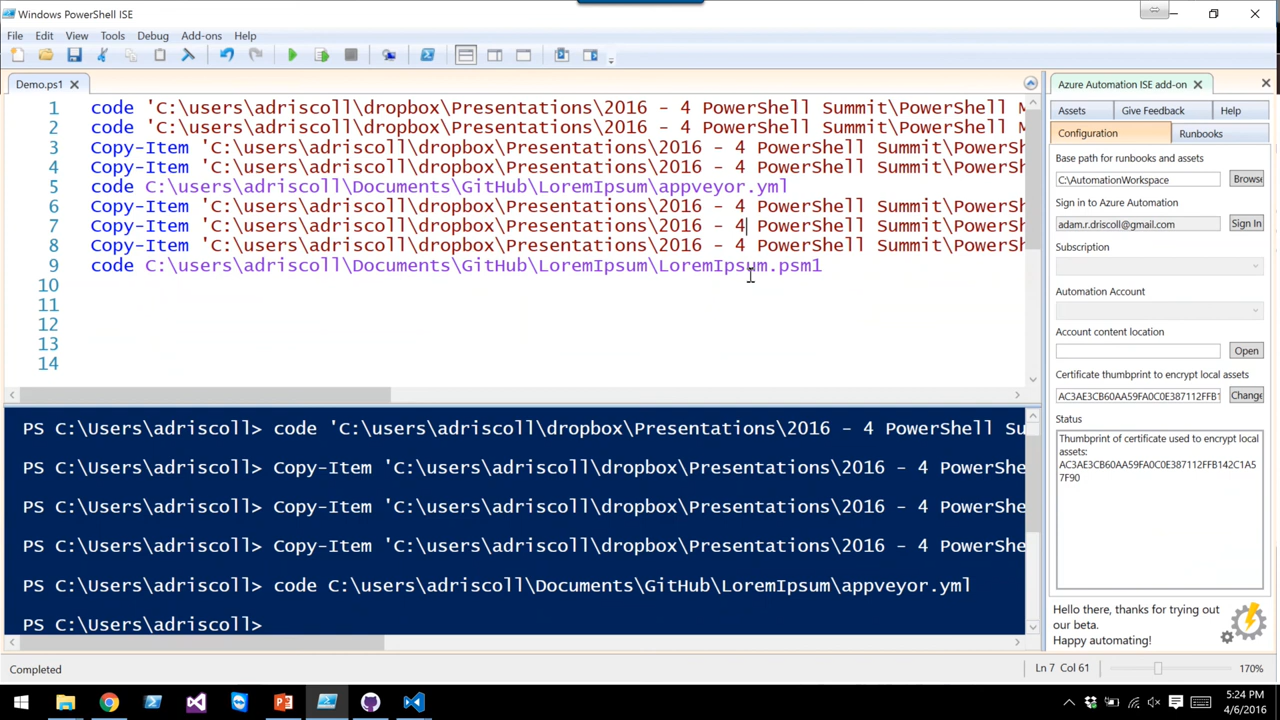 Windows PowerShell ISE
File Edit View Tools Debug Add-ons Help
Demo.ps1
1 code 'C:\users\adriscoll\dropbox\Presentations\2016 - 4 PowerShell Summit\PowerShell M
2 code 'C:\users\adriscoll\dropbox\Presentations\2016 - 4 PowerShell Summit\PowerShell M
3 Copy-Item 'C:\users\adriscoll\dropbox\Presentations\2016 - 4 PowerShell Summit\PowerSh
4 Copy-Item 'C:\users\adriscoll\dropbox\Presentations\2016 - 4 PowerShell Summit\PowerSh
5 code C:\users\adriscoll\Documents\GitHub\LoremIpsum\appveyor.yml
6 Copy-Item 'C:\users\adriscoll\dropbox\Presentations\2016 - 4 PowerShell Summit\PowerSh
7 Copy-Item 'C:\users\adriscoll\dropbox\Presentations\2016 - 4 PowerShell Summit\PowerSh
8 Copy-Item 'C:\users\adriscoll\dropbox\Presentations\2016 - 4 PowerShell Summit\PowerSh
9 code C:\users\adriscoll\Documents\GitHub\LoremIpsum\LoremIpsum.psm1
10
11
12
13
14
PS C:\Users\adriscoll> code 'C:\users\adriscoll\dropbox\Presentations\2016 - 4 PowerShell Su
PS C:\Users\adriscoll> Copy-Item 'C:\users\adriscoll\dropbox\Presentations\2016 - 4 PowerShe
PS C:\Users\adriscoll> Copy-Item 'C:\users\adriscoll\dropbox\Presentations\2016 - 4 PowerShe
PS C:\Users\adriscoll> Copy-Item 'C:\users\adriscoll\dropbox\Presentations\2016 - 4 PowerShe
PS C:\Users\adriscoll> code C:\users\adriscoll\Documents\GitHub\LoremIpsum\appveyor.yml
PS C:\Users\adriscoll>
Azure Automation ISE add-on
Assets Give Feedback Help
Configuration Runbooks
Base path for runbooks and assets
C:\AutomationWorkspace Browse
Sign in to Azure Automation
adam.r.driscoll@gmail.com Sign In
Subscription
Automation Account
Account content location
Open
Certificate thumbprint to encrypt local assets
AC3AE3CB60AA59FA0C0E387112FFB1 Change
Status
Thumbprint of certificate used to encrypt local
assets:
AC3AE3CB60AA59FA0C0E387112FFB142C1A5
7F90
Hello there, thanks for trying out
our beta.
Happy automating!
Completed
Ln 7 Col 61
170%
5:24 PM
4/6/2016